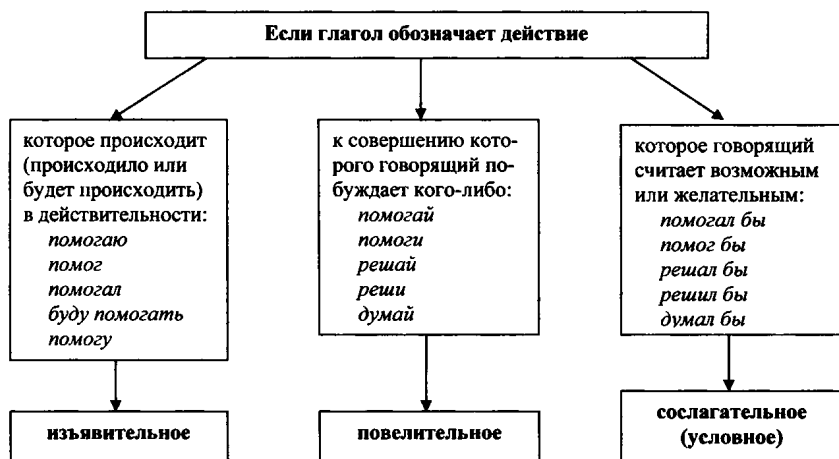 Если глагол обозначает действие
которое происходит
(происходило или
будет происходить)
в действительности:
помогаю
помог
помогал
буду помогать
помогу
к совершению кото-
рого говорящий по-
буждает кого-либо:
помогай
помоги
решай
реши
думай
которое говорящий
считает возможным
или желательным:
помогал бы
помог бы
решал бы
решил бы
думал бы
изъявительное
повелительное
сослагательное
(условное)